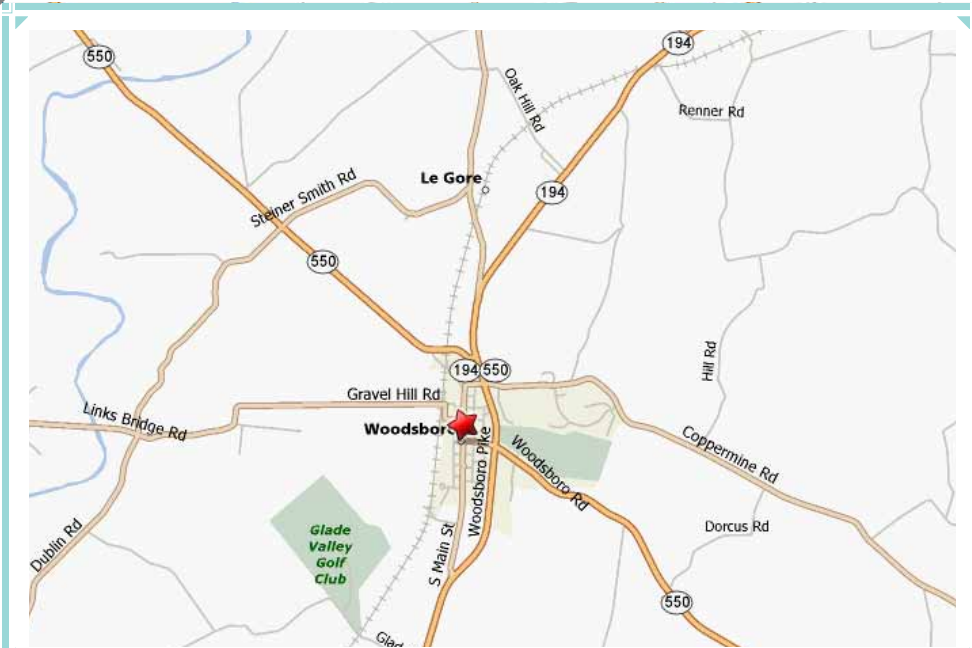 550
194
Oak Hill Rd
Renner Rd
Le Gore
Steiner Smith Rd
194
550
Hill Rd
194
550
Gravel Hill Rd
Links Bridge Rd
Woodsbor
Woodsboro Pike
Woodsboro Rd
Coppermine Rd
Dorcus Rd
Glade
Valley
Golf
Club
S Main St
Dublin Rd
550
Glad